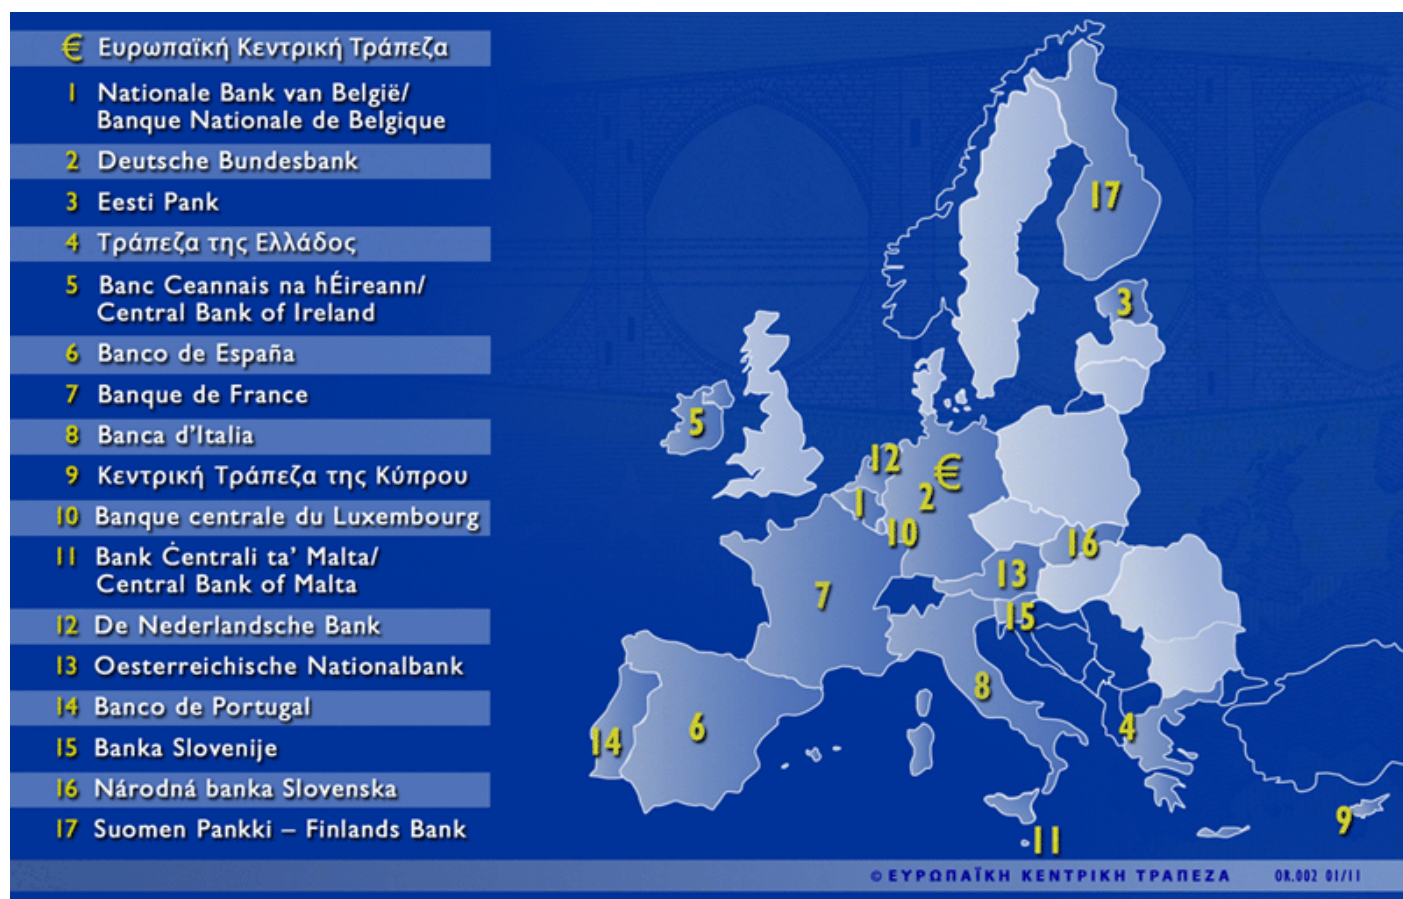 € Ευρωπαϊκή Κεντρική Τράπεζα
1 Nationale Bank van België/
Banque Nationale de Belgique
2 Deutsche Bundesbank
3 Eesti Pank
4 Τράπεζα της Ελλάδος
5 Banc Ceannais na hÉireann/
Central Bank of Ireland
6 Banco de España
7 Banque de France
8 Banca d’Italia
9 Κεντρική Τράπεζα της Κύπρου
10 Banque centrale du Luxembourg
11 Bank Ċentrali ta’ Malta/
Central Bank of Malta
12 De Nederlandsche Bank
13 Oesterreichische Nationalbank
14 Banco de Portugal
15 Banka Slovenije
16 Národná banka Slovenska
17 Suomen Pankki – Finlands Bank
17
3
5
12
€
2
1
10
16
13
7
15
8
6
14
4
9
11
© ΕΥΡΩΠΑΪΚΗ ΚΕΝΤΡΙΚΗ ΤΡΑΠΕΖΑ OR.002 01/11